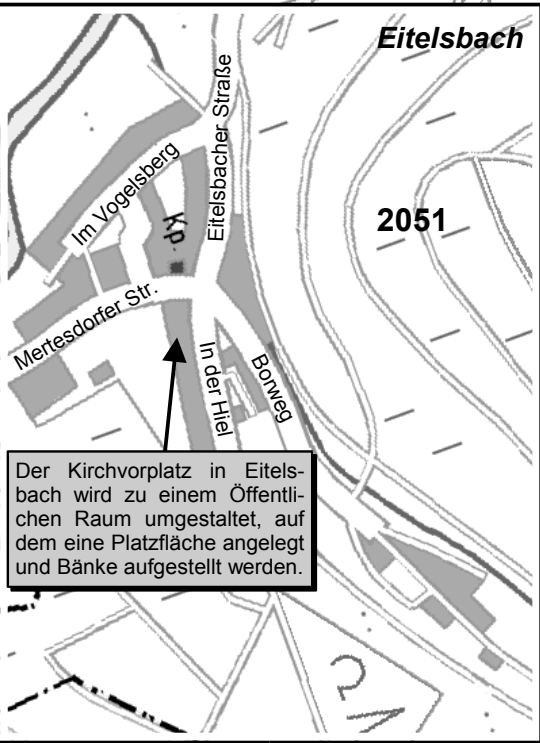 Eitelsbach
Eitelsbacher Straße
Im Vogelsberg
Kp.
2051
Mertesdorfer Str.
In der Hiel
Borweg
Der Kirchvorplatz in Eitels-
bach wird zu einem Öffentli-
chen Raum umgestaltet, auf
dem eine Platzfläche angelegt
und Bänke aufgestellt werden.